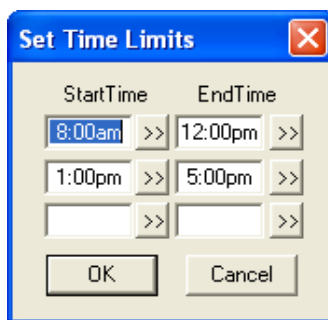 Set Time Limits
StartTime EndTime
8:00am >> 12:00pm >>
1:00pm >> 5:00pm >>
>> >>
OK Cancel